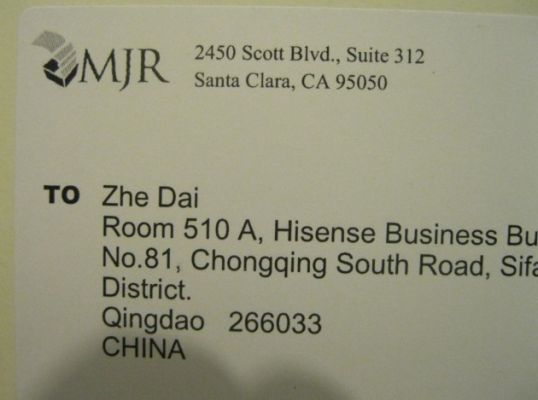 MJR
2450 Scott Blvd., Suite 312
Santa Clara, CA 95050
TO Zhe Dai
Room 510 A, Hisense Business Bu
No.81, Chongqing South Road, Sifa
District.
Qingdao 266033
CHINA